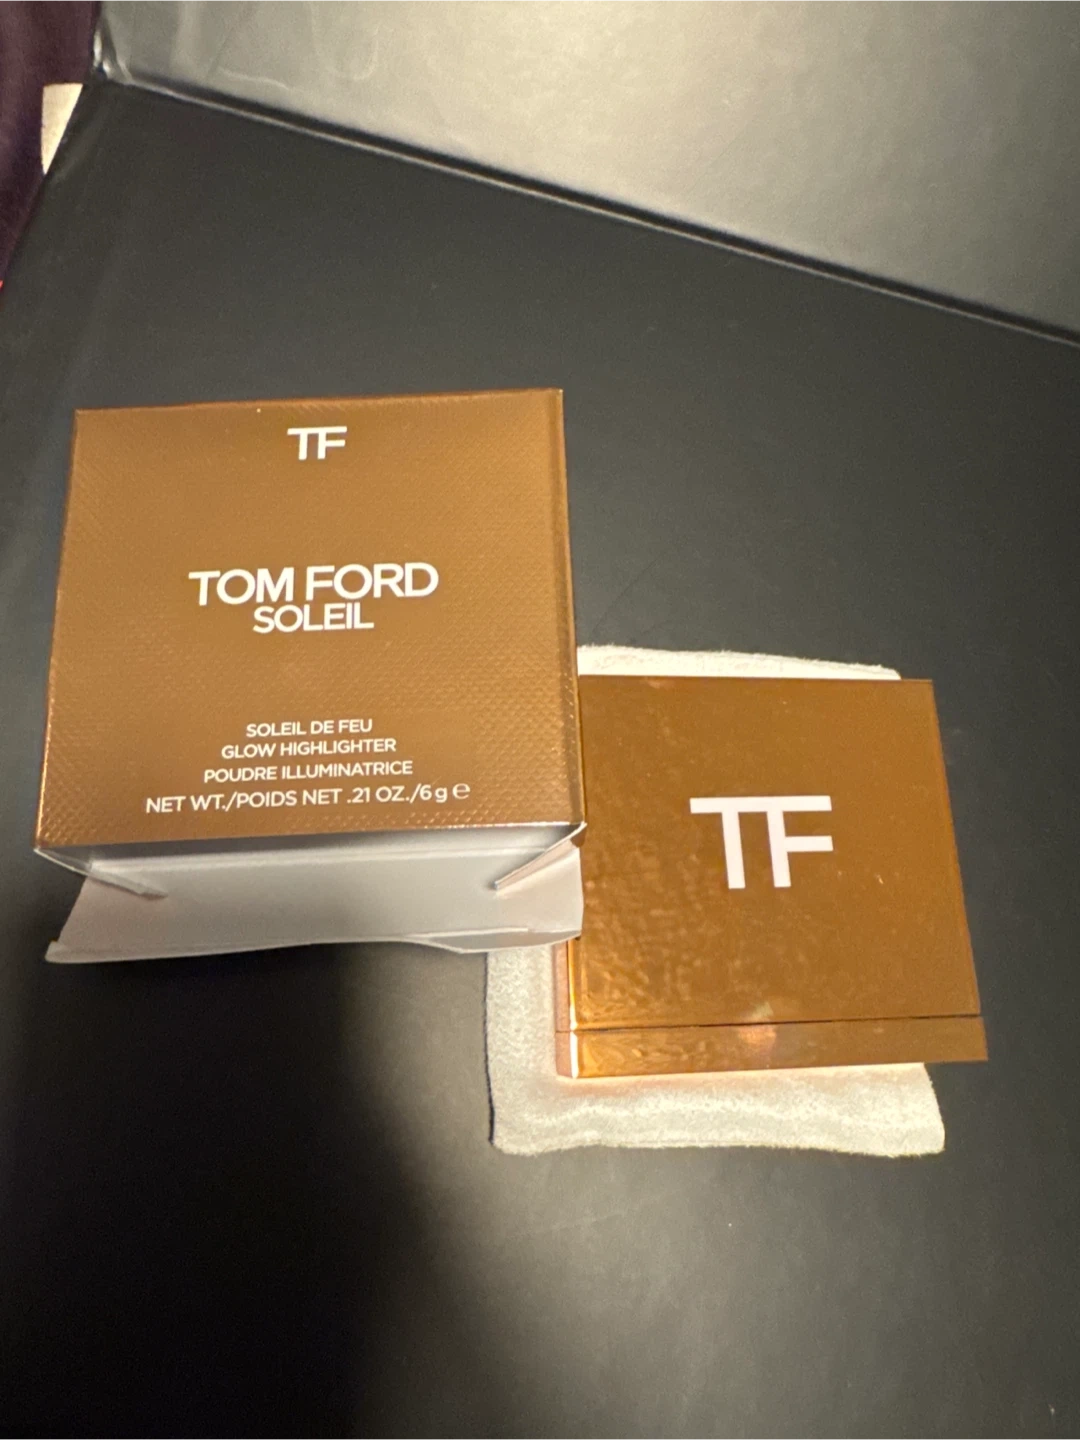 TF
TOM FORD
SOLEIL
SOLEIL DE FEU
GLOW HIGHLIGHTER
POUDRE ILLUMINATRICE
NET WT./POIDS NET .21 OZ./6 g ℮
TF